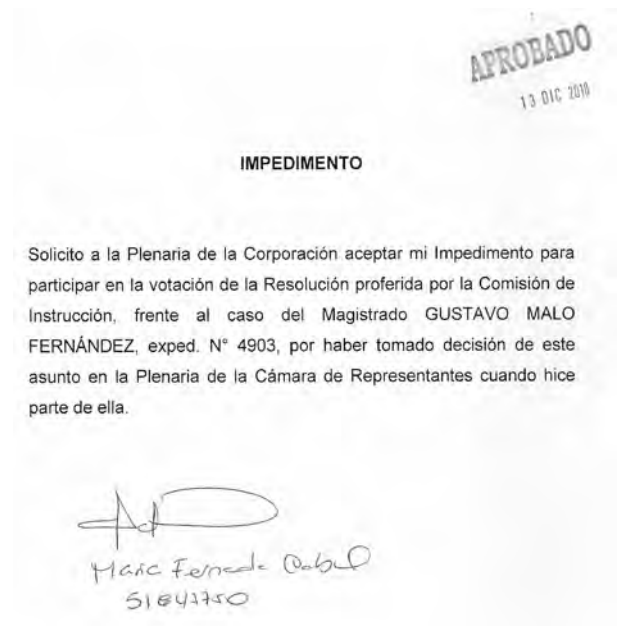 APROBADO
13 DIC 2018
IMPEDIMENTO
Solicito a la Plenaria de la Corporación aceptar mi Impedimento para
participar en la votación de la Resolución proferida por la Comisión de
Instrucción, frente al caso del Magistrado GUSTAVO MALO
FERNÁNDEZ, exped. N° 4903, por haber tomado decisión de este
asunto en la Plenaria de la Cámara de Representantes cuando hice
parte de ella.
Maria Fernanda Cabal